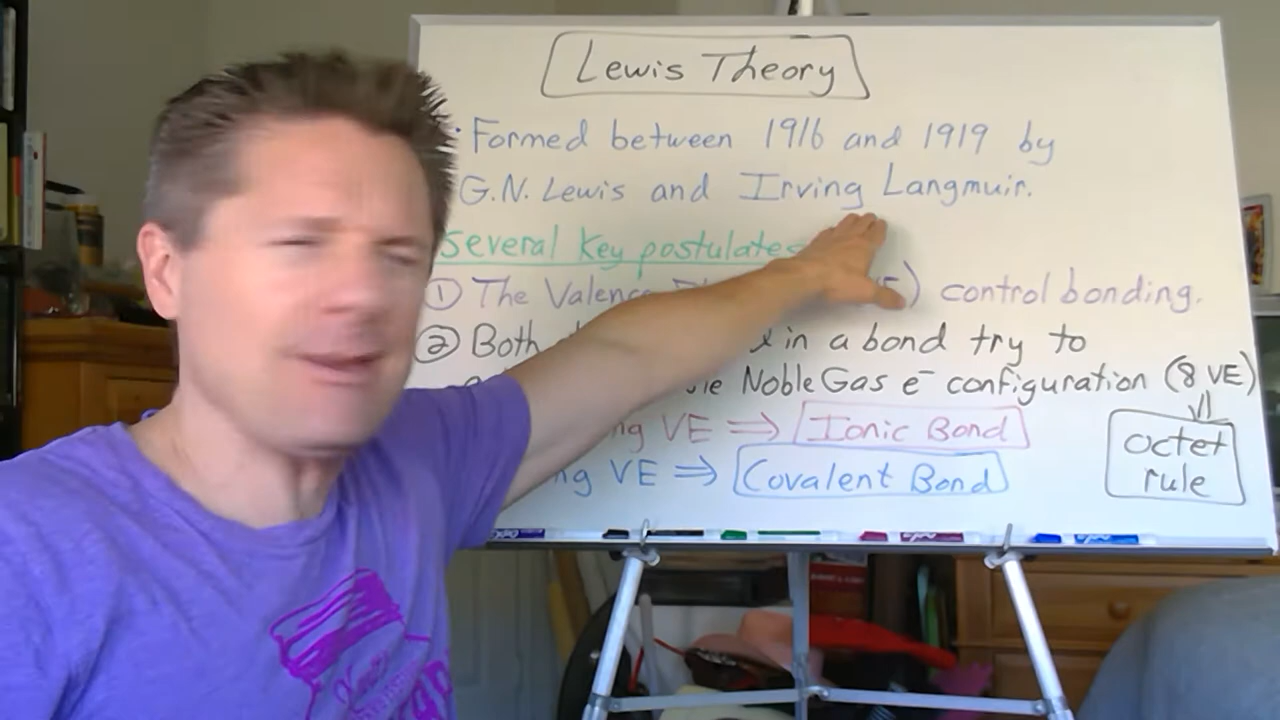 Lewis Theory
Formed between 1916 and 1919 by
G.N. Lewis and Irving Langmuir.
Several key postulates
① The Valence control bonding.
② Both in a bond try to
Noble Gas e⁻ configuration (8 VE)
VE ⇒ Ionic Bond
VE ⇒ Covalent Bond
octet
rule